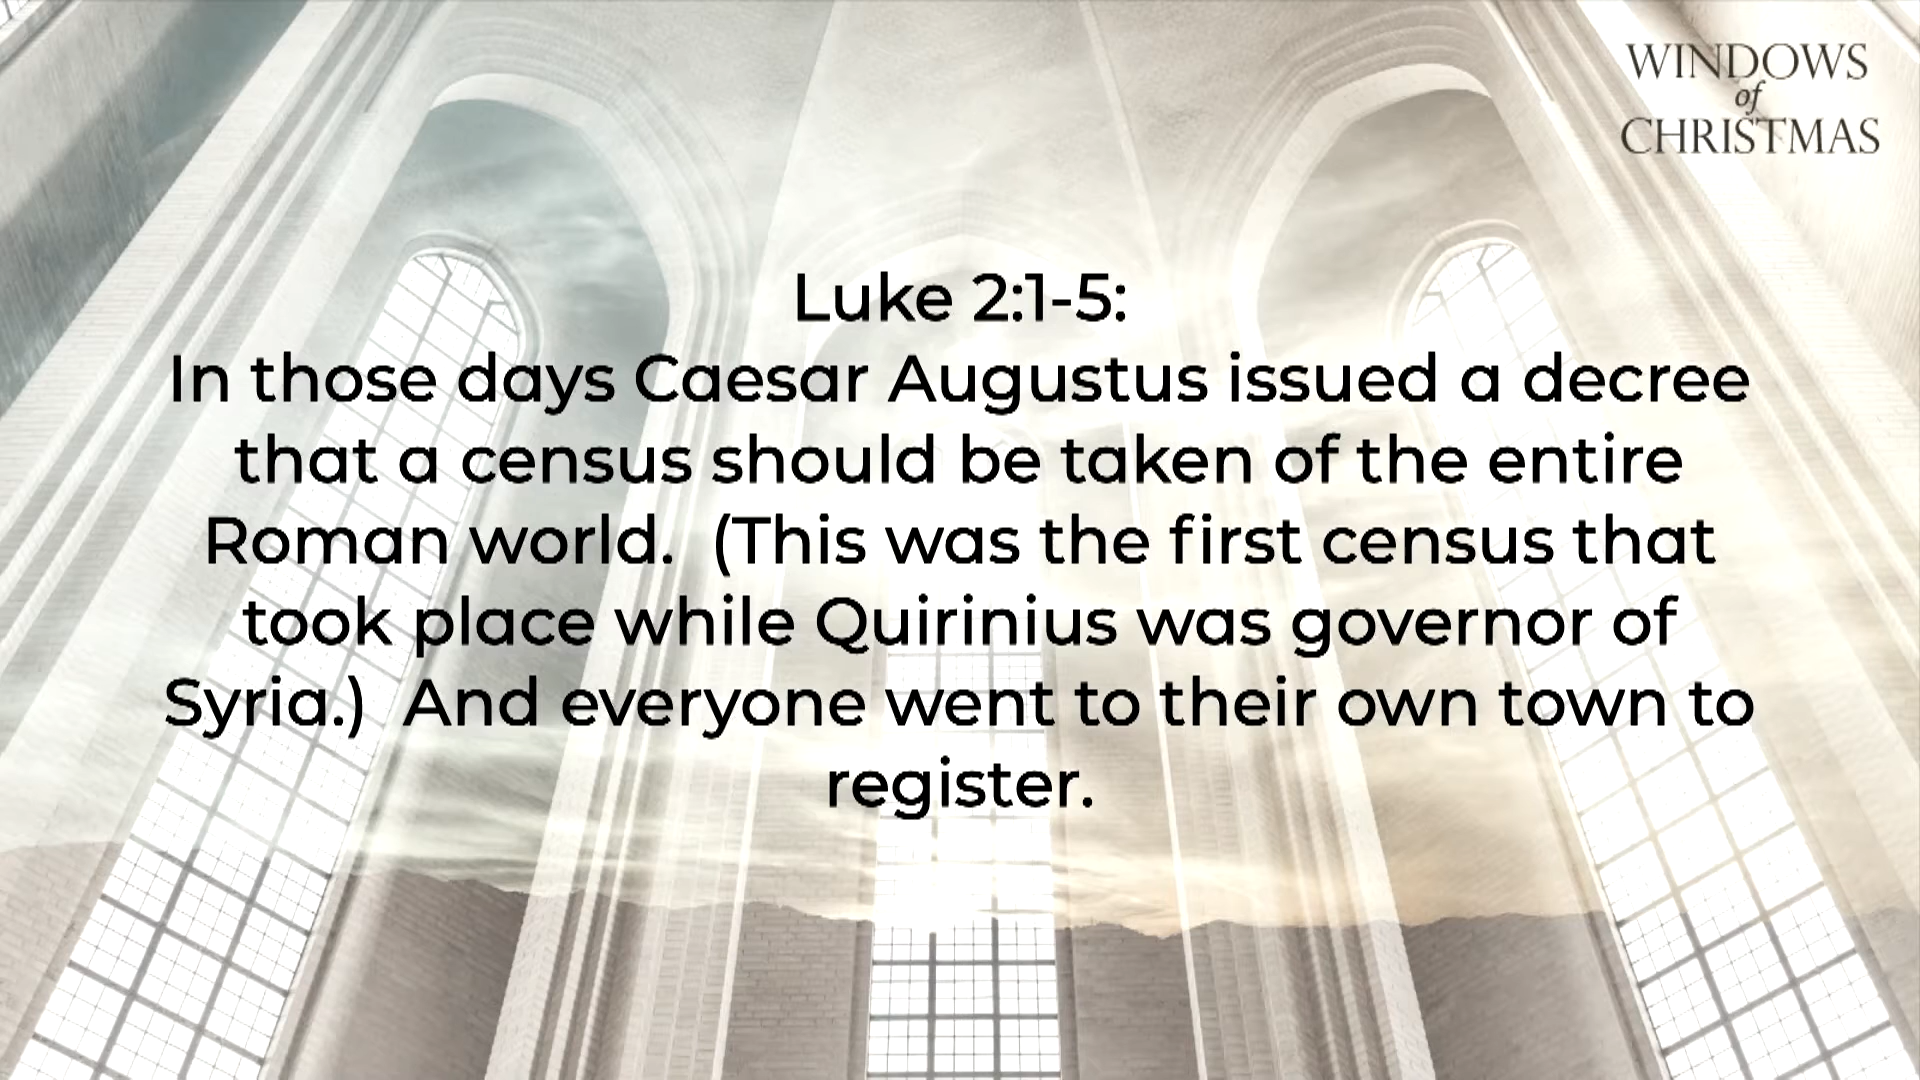 WINDOWS
of
CHRISTMAS
Luke 2:1-5:
In those days Caesar Augustus issued a decree
that a census should be taken of the entire
Roman world.  (This was the first census that
took place while Quirinius was governor of
Syria.)  And everyone went to their own town to
register.